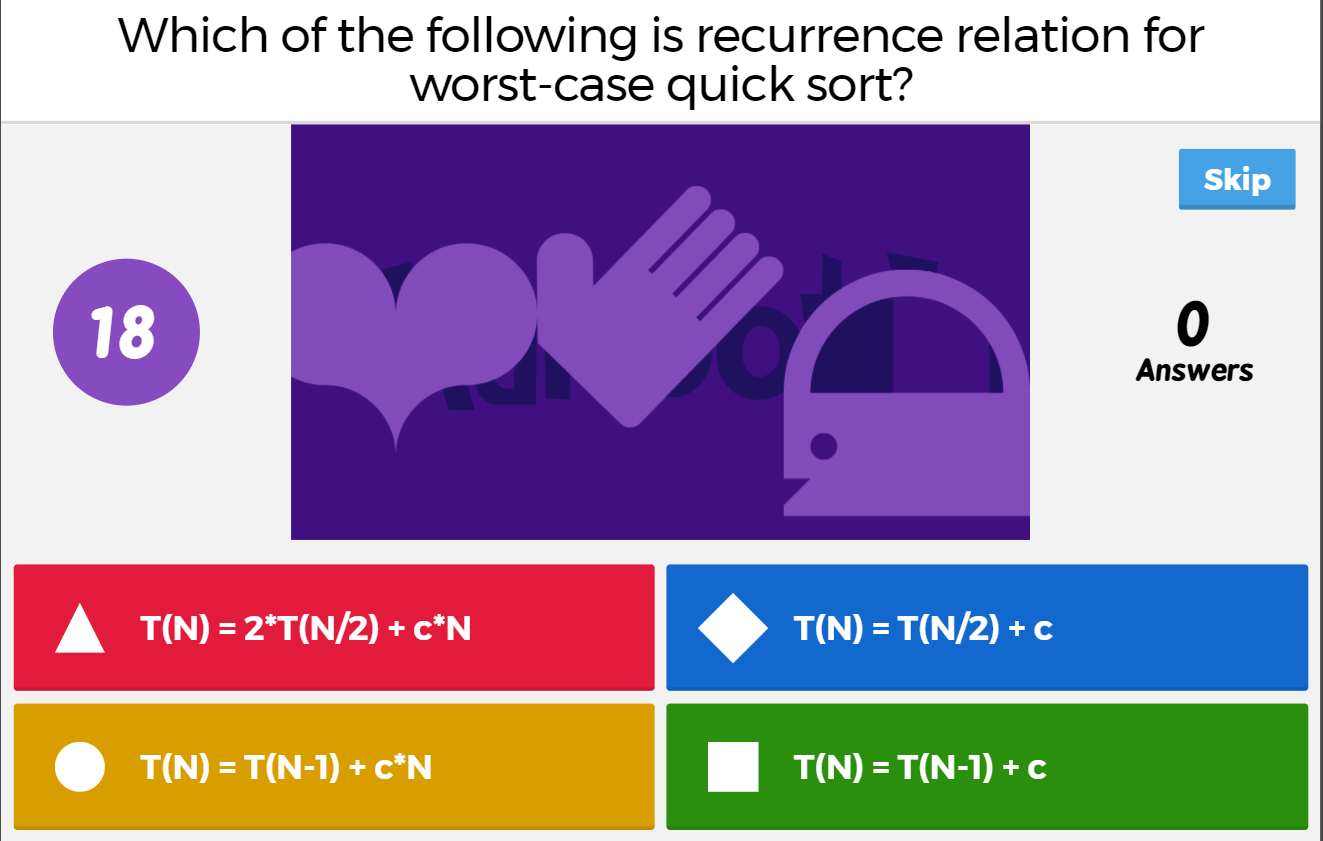 Which of the following is recurrence relation for
worst-case quick sort?
Skip
18
0
Answers
T(N) = 2*T(N/2) + c*N
T(N) = T(N/2) + c
T(N) = T(N-1) + c*N
T(N) = T(N-1) + c